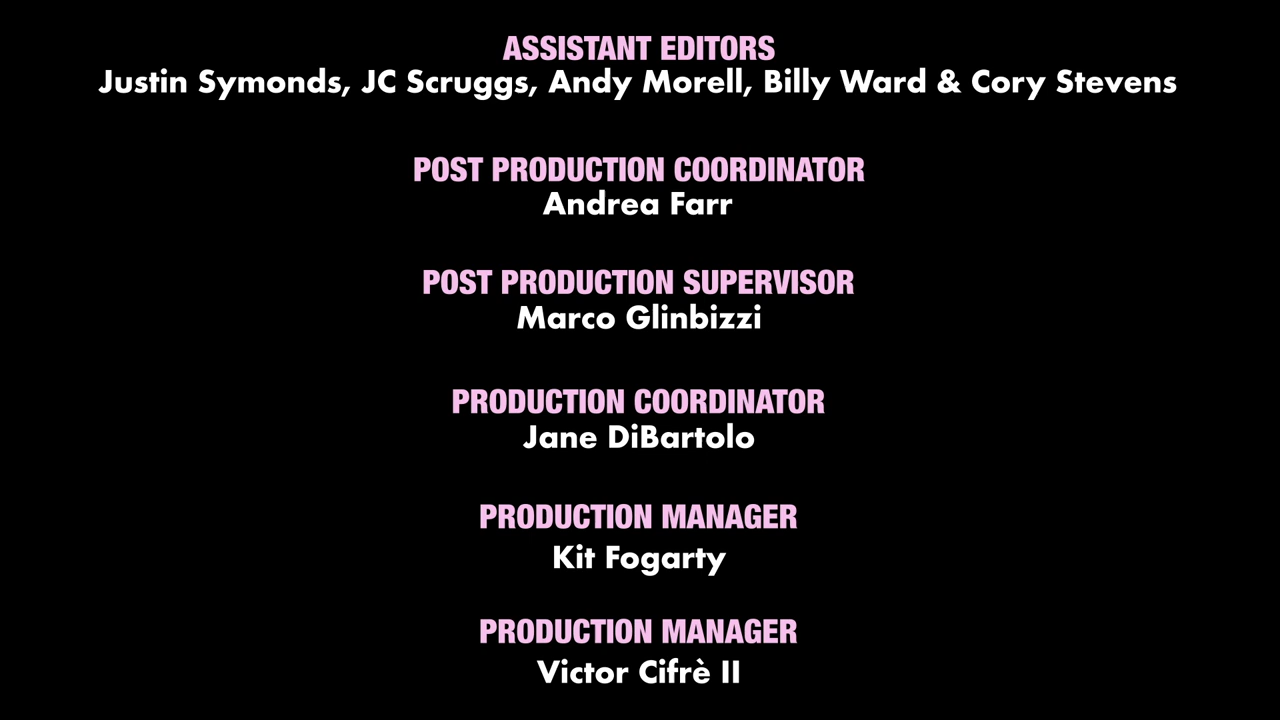 ASSISTANT EDITORS
Justin Symonds, JC Scruggs, Andy Morell, Billy Ward & Cory Stevens
POST PRODUCTION COORDINATOR
Andrea Farr
POST PRODUCTION SUPERVISOR
Marco Glinbizzi
PRODUCTION COORDINATOR
Jane DiBartolo
PRODUCTION MANAGER
Kit Fogarty
PRODUCTION MANAGER
Victor Cifrè II